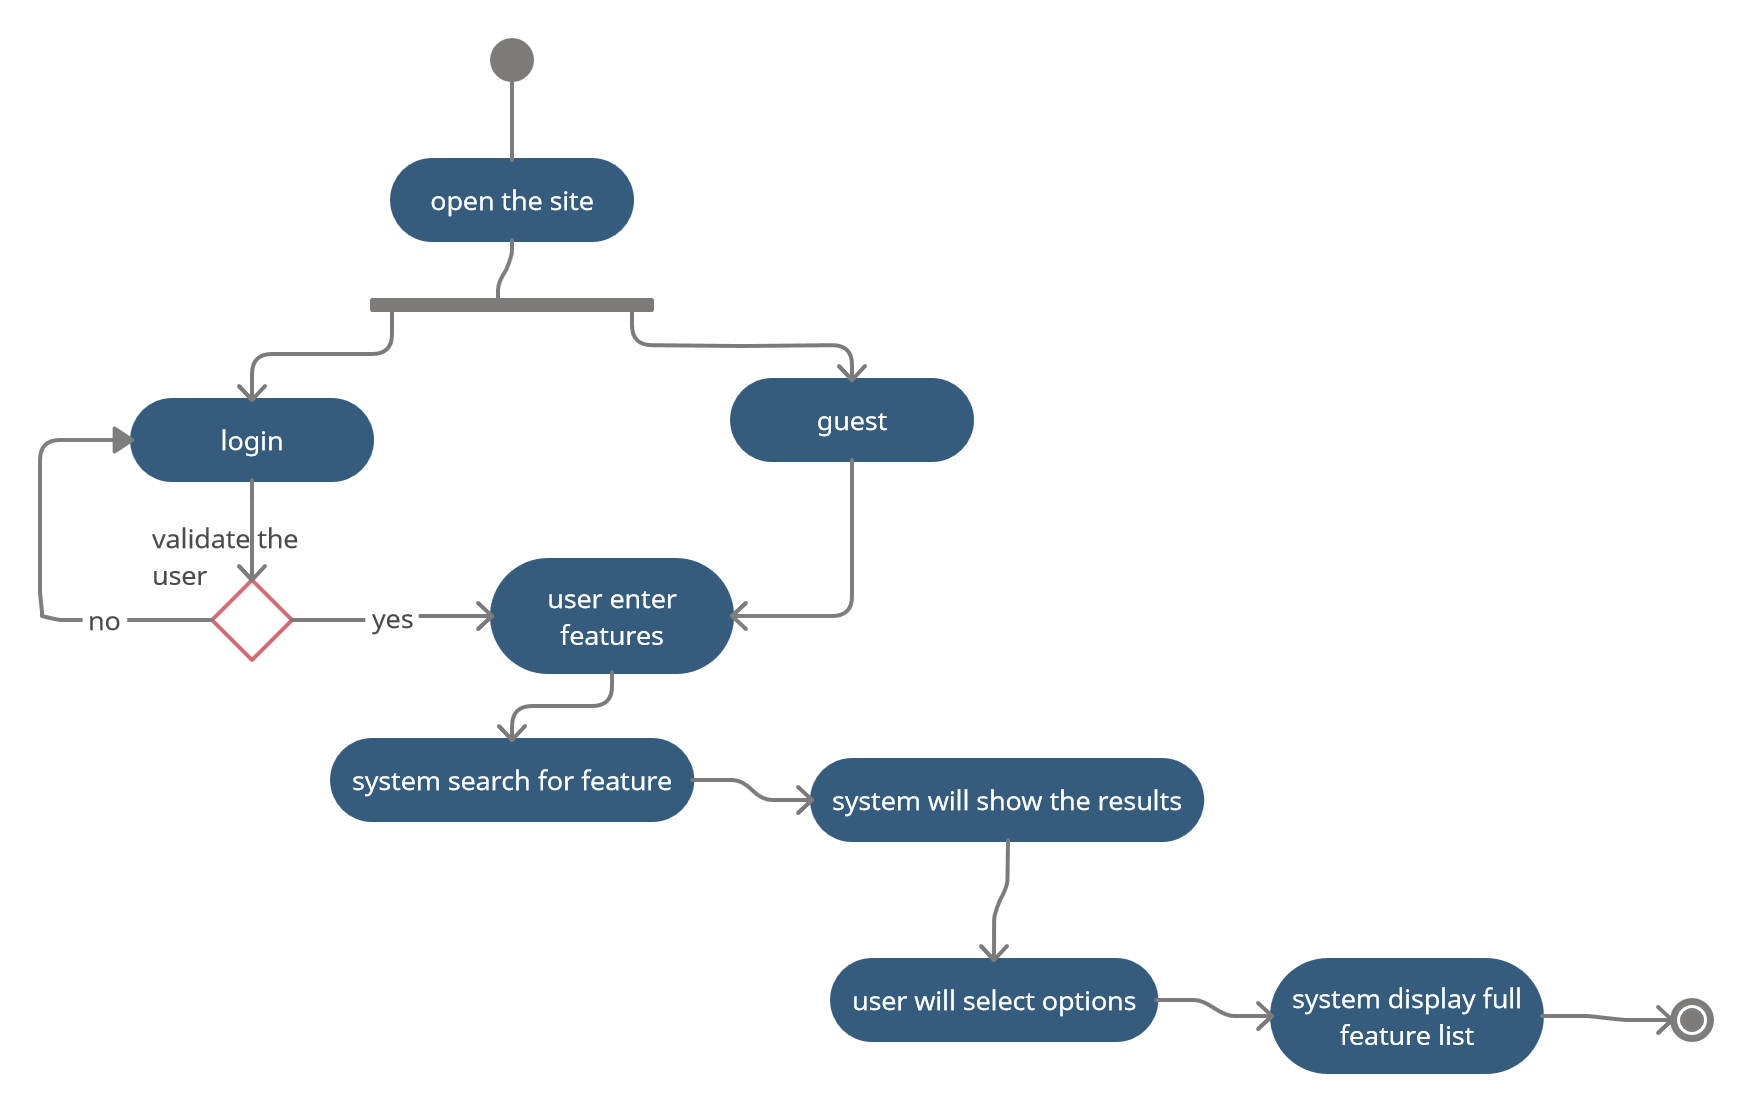 open the site
login
guest
validate the
user
no
yes
user enter
features
system search for feature
system will show the results
user will select options
system display full
feature list